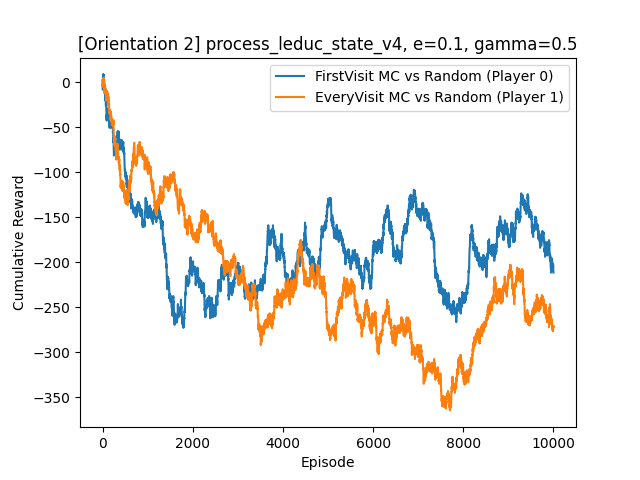 [Orientation 2] process_leduc_state_v4, e=0.1, gamma=0.5
FirstVisit MC vs Random (Player 0)
EveryVisit MC vs Random (Player 1)
Cumulative Reward
0
−50
−100
−150
−200
−250
−300
−350
0 2000 4000 6000 8000 10000
Episode